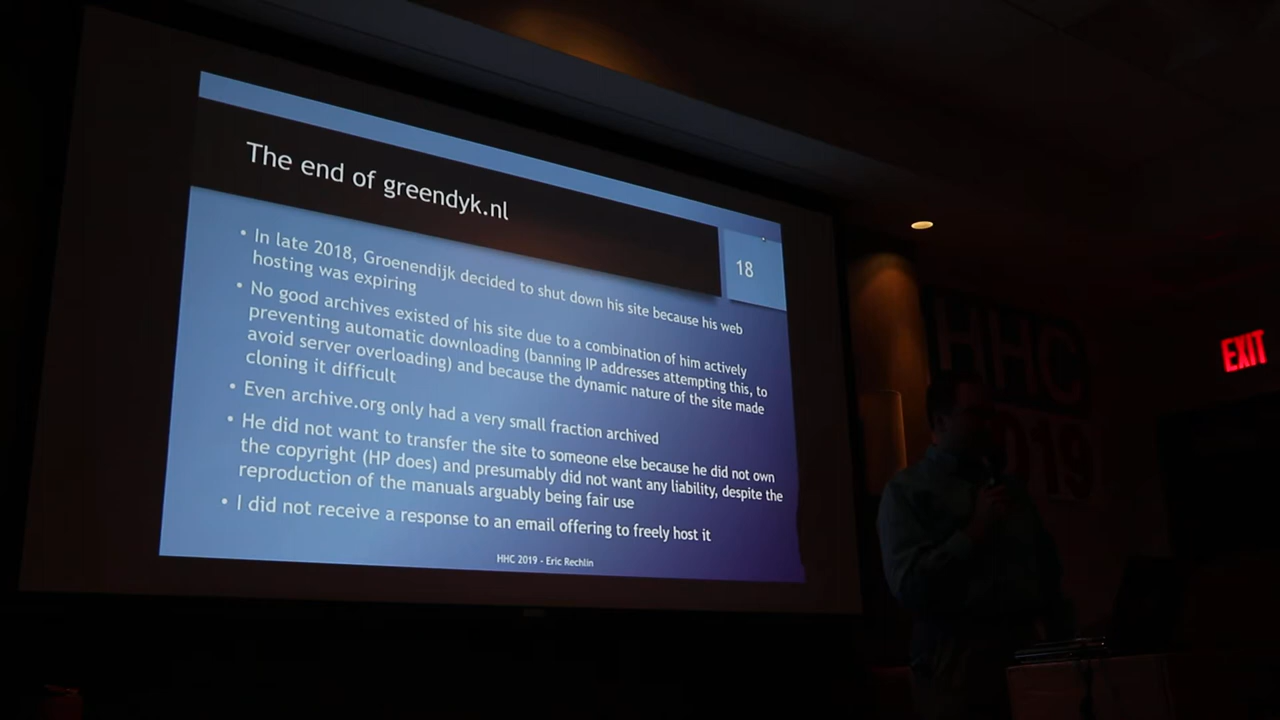 The end of greendyk.nl
18
• In late 2018, Groenendijk decided to shut down his site because his web
hosting was expiring
• No good archives existed of his site due to a combination of him actively
preventing automatic downloading (banning IP addresses attempting this, to
avoid server overloading) and because the dynamic nature of the site made
cloning it difficult
• Even archive.org only had a very small fraction archived
• He did not want to transfer the site to someone else because he did not own
the copyright (HP does) and presumably did not want any liability, despite the
reproduction of the manuals arguably being fair use
• I did not receive a response to an email offering to freely host it
HHC 2019 - Eric Rechlin
HHC
2019
EXIT